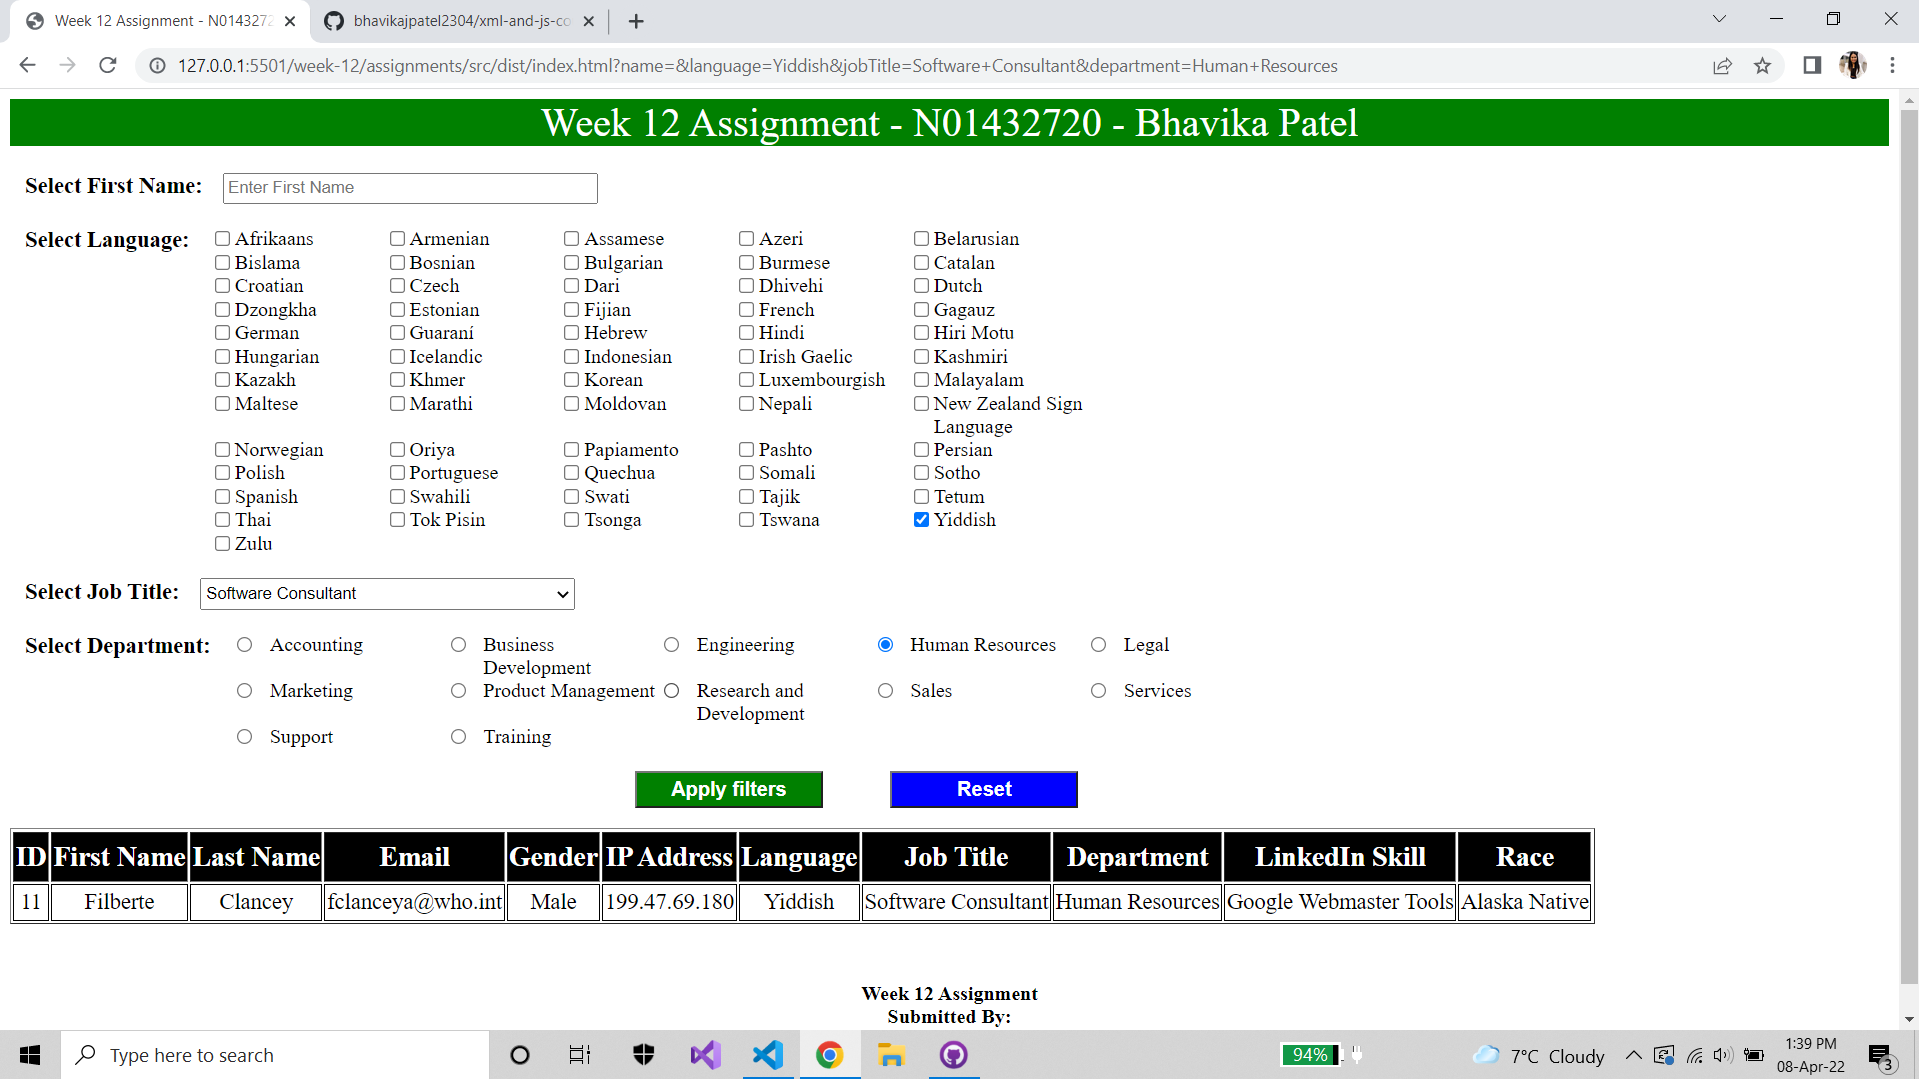 Week 12 Assignment - N0143272
bhavikajpatel2304/xml-and-js-co
127.0.0.1:5501/week-12/assignments/src/dist/index.html?name=&language=Yiddish&jobTitle=Software+Consultant&department=Human+Resources
Week 12 Assignment - N01432720 - Bhavika Patel
Select First Name: Enter First Name
Select Language: Afrikaans Armenian Assamese Azeri Belarusian
Bislama Bosnian Bulgarian Burmese Catalan
Croatian Czech Dari Dhivehi Dutch
Dzongkha Estonian Fijian French Gagauz
German Guaraní Hebrew Hindi Hiri Motu
Hungarian Icelandic Indonesian Irish Gaelic Kashmiri
Kazakh Khmer Korean Luxembourgish Malayalam
Maltese Marathi Moldovan Nepali New Zealand Sign
Language
Norwegian Oriya Papiamento Pashto Persian
Polish Portuguese Quechua Somali Sotho
Spanish Swahili Swati Tajik Tetum
Thai Tok Pisin Tsonga Tswana Yiddish
Zulu
Select Job Title: Software Consultant
Select Department: Accounting Business Engineering Human Resources Legal
Development
Marketing Product Management Research and Sales Services
Development
Support Training
Apply filters Reset
ID First Name Last Name Email Gender IP Address Language Job Title Department LinkedIn Skill Race
11 Filberte Clancey fclanceya@who.int Male 199.47.69.180 Yiddish Software Consultant Human Resources Google Webmaster Tools Alaska Native
Week 12 Assignment
Submitted By:
Type here to search
94%
7°C Cloudy
1:39 PM
08-Apr-22
3